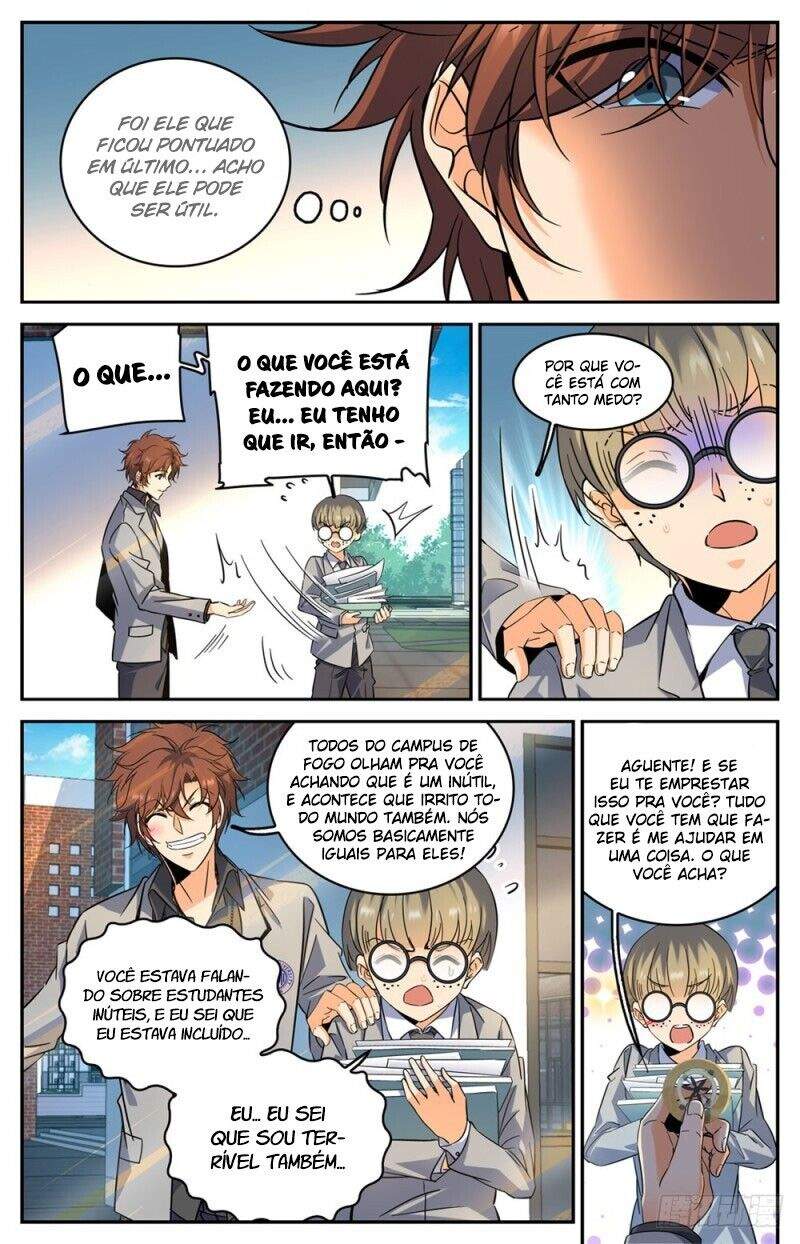 FOI ELE QUE
FICOU PONTUADO
EM ÚLTIMO... ACHO
QUE ELE PODE
SER ÚTIL.
O QUE...
O QUE VOCÊ ESTÁ
FAZENDO AQUI?
EU... EU TENHO
QUE IR, ENTÃO -
POR QUE VO-
CÊ ESTÁ COM
TANTO MEDO?
TODOS DO CAMPUS DE
FOGO OLHAM PRA VOCÊ
ACHANDO QUE É UM INÚTIL,
E ACONTECE QUE IRRITO TO-
DO MUNDO TAMBÉM. NÓS
SOMOS BASICAMENTE
IGUAIS PARA ELES!
VOCÊ ESTAVA FALAN-
DO SOBRE ESTUDANTES
INÚTEIS, E EU SEI QUE
EU ESTAVA INCLUÍDO...
EU... EU SEI
QUE SOU TER-
RÍVEL TAMBÉM...
AGUENTE! E SE
EU TE EMPRESTAR
ISSO PRA VOCÊ? TUDO
QUE VOCÊ TEM QUE FA-
ZER É ME AJUDAR EM
UMA COISA. O QUE
VOCÊ ACHA?
腾讯动漫